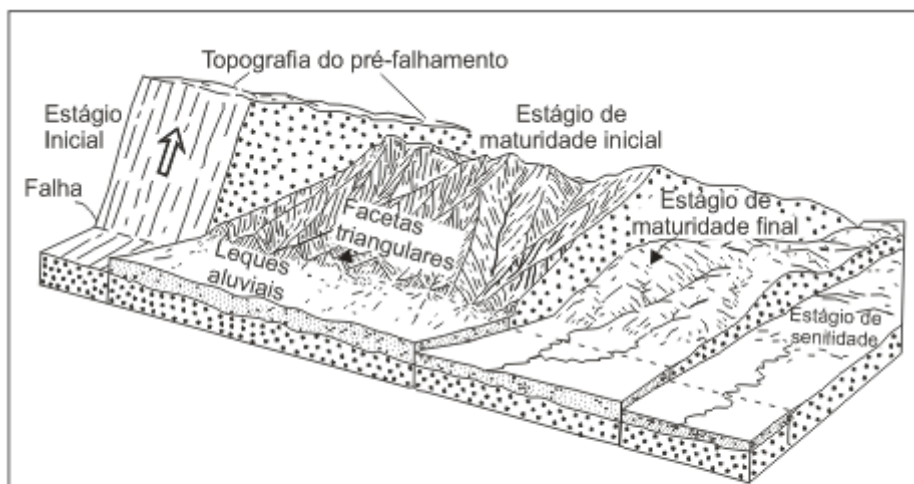 Topografia do pré-falhamento
Estágio
Inicial
Estágio de
maturidade inicial
Falha
Facetas
triangulares
Leques
aluviais
Estágio de
maturidade final
Estágio de
senilidade